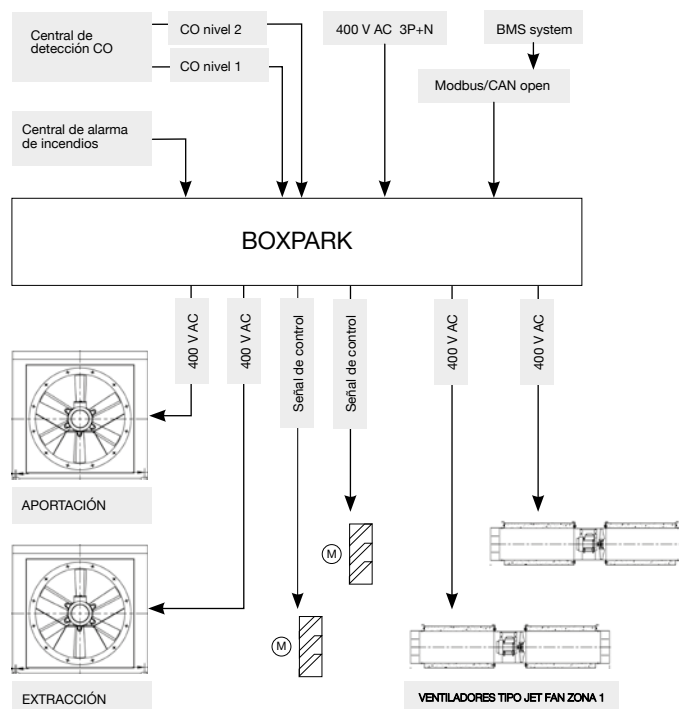 Central de
detección CO
CO nivel 2
CO nivel 1
400 V AC 3P+N
BMS system
Modbus/CAN open
Central de alarma
de incendios
BOXPARK
400 V AC
400 V AC
Señal de control
Señal de control
400 V AC
400 V AC
APORTACIÓN
M
M
EXTRACCIÓN
VENTILADORES TIPO JET FAN ZONA 1